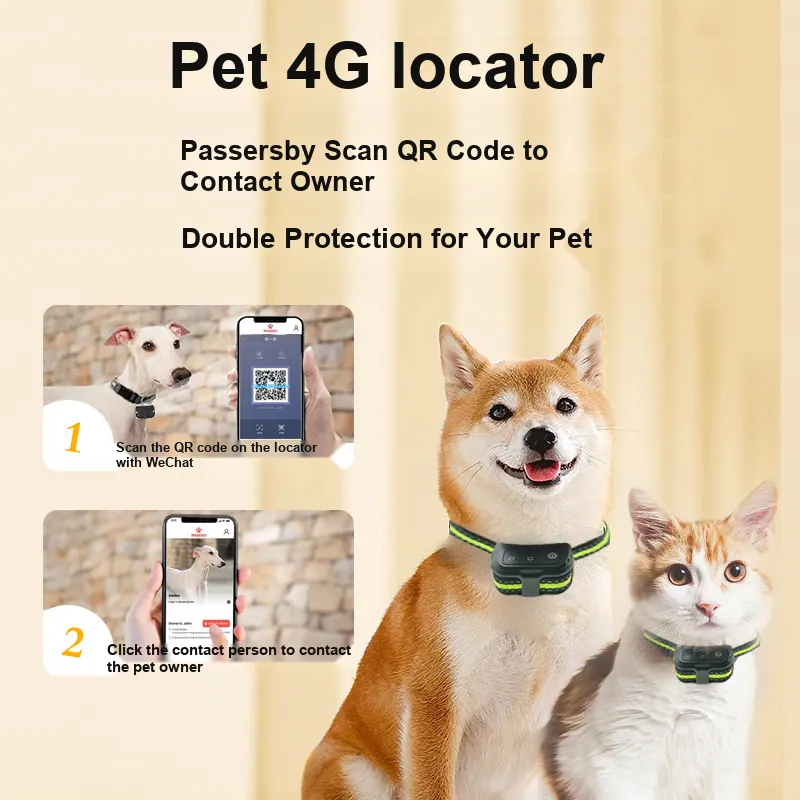 Pet 4G locator
Passersby Scan QR Code to
Contact Owner
Double Protection for Your Pet
1
Scan the QR code on the locator
with WeChat
2
Click the contact person to contact
the pet owner